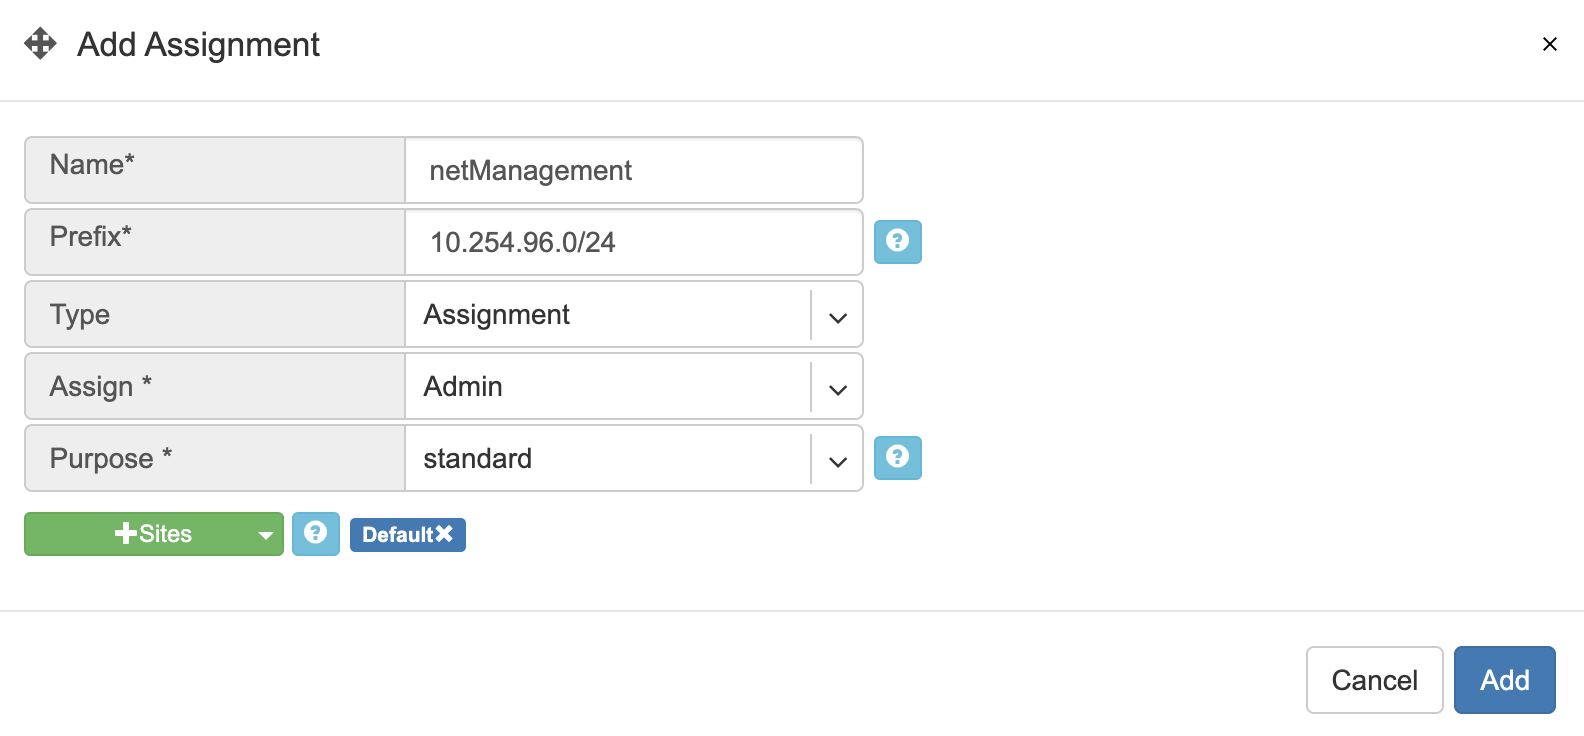 Add Assignment
×
Name*
netManagement
Prefix*
10.254.96.0/24
?
Type
Assignment
Assign *
Admin
Purpose *
standard
?
+Sites
?
Default✖
Cancel
Add